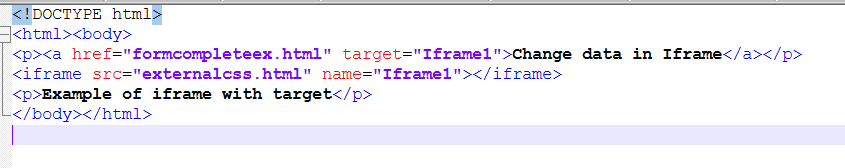 <!DOCTYPE html>
<html><body>
<p><a href="formcompleteex.html" target="Iframe1">Change data in Iframe</a></p>
<iframe src="externalcss.html" name="Iframe1"></iframe>
<p>Example of iframe with target</p>
</body></html>